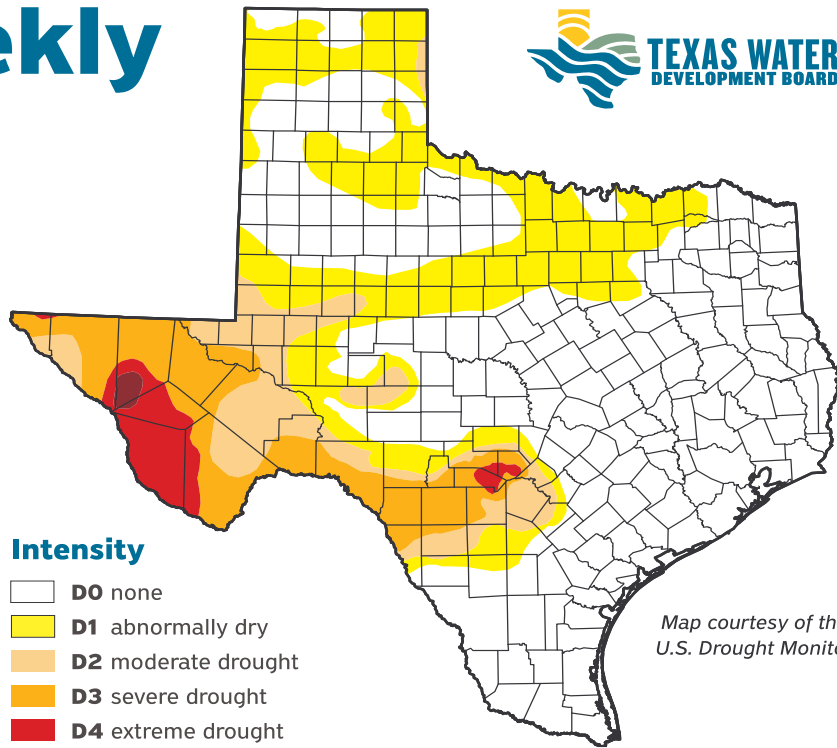 ekly
TEXAS WATER
DEVELOPMENT BOARD
Intensity
D0 none
D1 abnormally dry
D2 moderate drought
D3 severe drought
D4 extreme drought
Map courtesy of th
U.S. Drought Monito